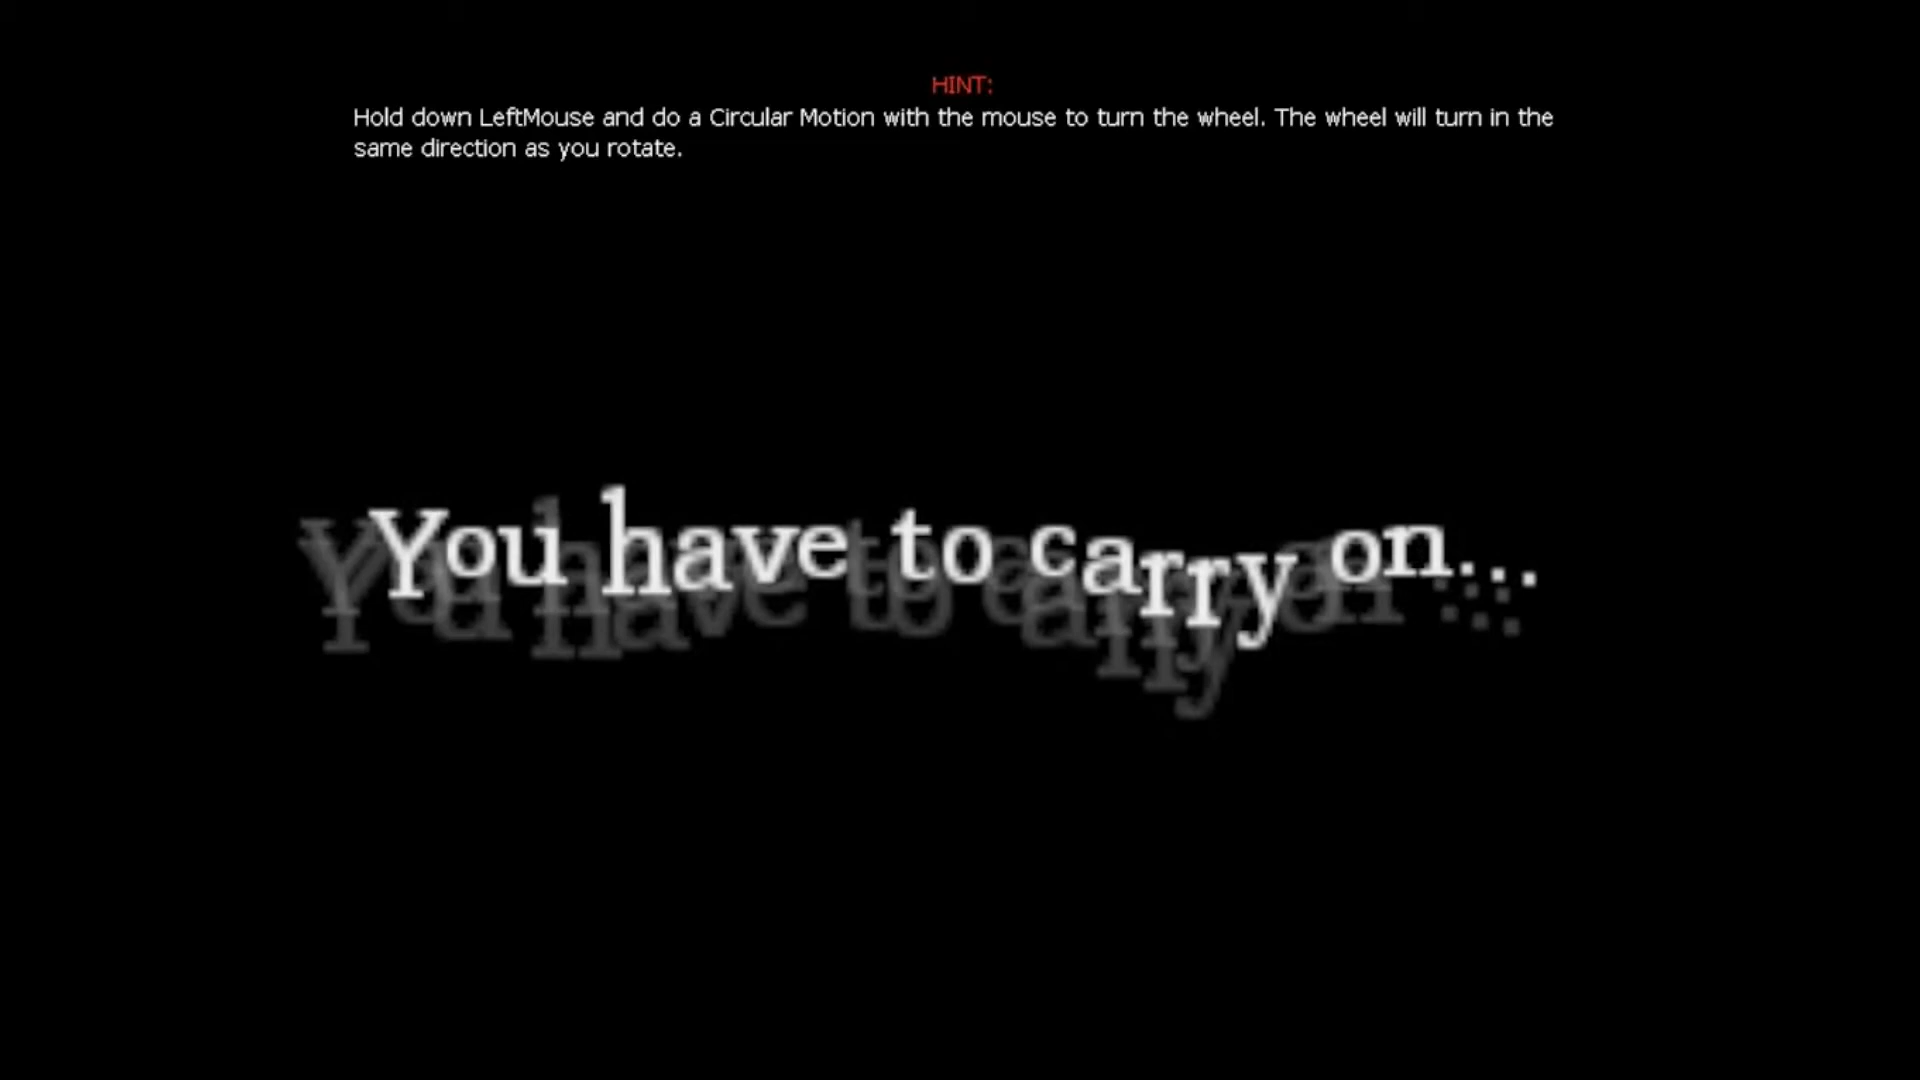 HINT:
Hold down LeftMouse and do a Circular Motion with the mouse to turn the wheel. The wheel will turn in the
same direction as you rotate.
You have to carry on...